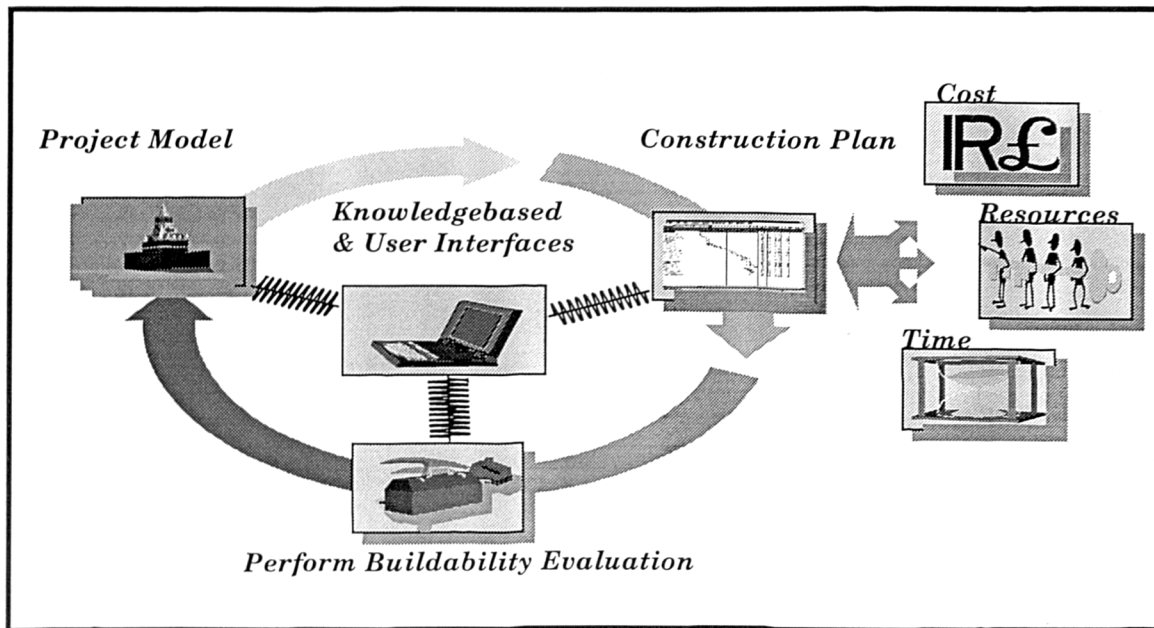 Cost
Project Model
Construction Plan
IR£
Knowledgebased
& User Interfaces
Resources
Time
Perform Buildability Evaluation